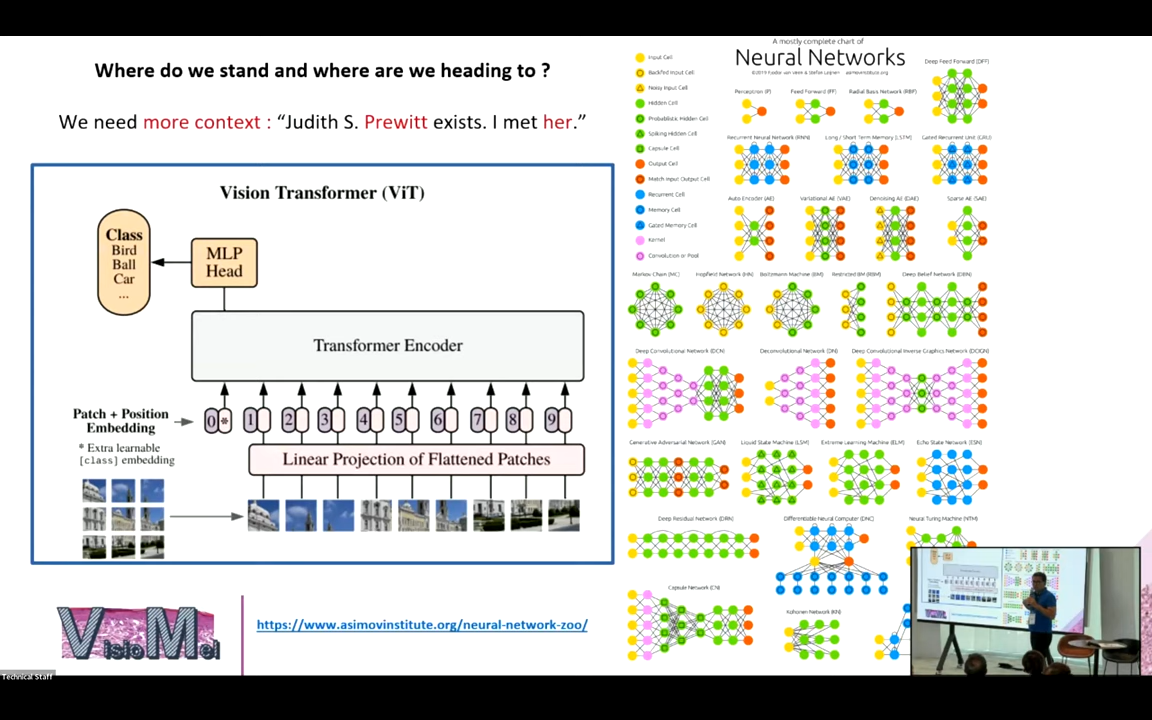 Where do we stand and where are we heading to ?
We need more context : “Judith S. Prewitt exists. I met her.”
Vision Transformer (ViT)
Class
Bird
Ball
Car
...
MLP
Head
Transformer Encoder
Patch + Position
Embedding
* Extra learnable
[class] embedding
0 * 1 2 3 4 5 6 7 8 9
Linear Projection of Flattened Patches
VisioMel
https://www.asimovinstitute.org/neural-network-zoo/
A mostly complete chart of
Neural Networks
©2019 Fjodor van Veen & Stefan Leijnen asimovinstitute.org
Input Cell
Backfed Input Cell
Noisy Input Cell
Hidden Cell
Probabilistic Hidden Cell
Spiking Hidden Cell
Capsule Cell
Output Cell
Match Input Output Cell
Recurrent Cell
Memory Cell
Gated Memory Cell
Kernel
Convolution or Pool
Deep Feed Forward (DFF)
Perceptron (P)
Feed Forward (FF)
Radial Basis Network (RBF)
Recurrent Neural Network (RNN)
Long / Short Term Memory (LSTM)
Gated Recurrent Unit (GRU)
Auto Encoder (AE)
Variational AE (VAE)
Denoising AE (DAE)
Sparse AE (SAE)
Markov Chain (MC)
Hopfield Network (HN)
Boltzmann Machine (BM)
Restricted BM (RBM)
Deep Belief Network (DBN)
Deep Convolutional Network (DCN)
Deconvolutional Network (DN)
Deep Convolutional Inverse Graphics Network (DCIGN)
Generative Adversarial Network (GAN)
Liquid State Machine (LSM)
Extreme Learning Machine (ELM)
Echo State Network (ESN)
Deep Residual Network (DRN)
Differentiable Neural Computer (DNC)
Neural Turing Machine (NTM)
Capsule Network (CN)
Kohonen Network (KN)
Technical Staff